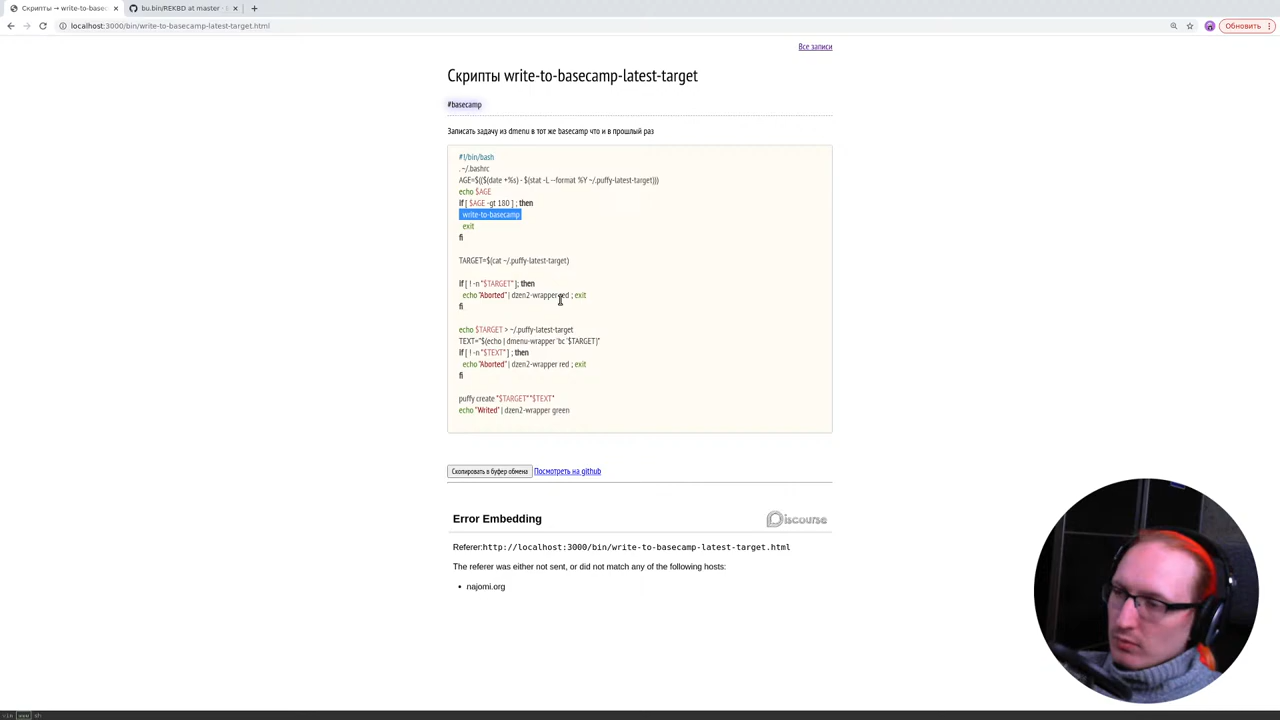 Скрипты → write-to-basec
bu.bin/REKBD at master ·
localhost:3000/bin/write-to-basecamp-latest-target.html
Обновить
Все записи
Скрипты write-to-basecamp-latest-target
#basecamp
Записать задачу из dmenu в тот же basecamp что и в прошлый раз
#!/bin/bash
. ~/.bashrc
AGE=$(($(date +%s) - $(stat -L --format %Y ~/.puffy-latest-target)))
echo $AGE
if [ $AGE -gt 180 ] ; then
write-to-basecamp
exit
fi
TARGET=$(cat ~/.puffy-latest-target)
if [ ! -n "$TARGET" ]; then
echo "Aborted" | dzen2-wrapper red ; exit
fi
echo $TARGET > ~/.puffy-latest-target
TEXT="$(echo | dmenu-wrapper 'bc '$TARGET)"
if [ ! -n "$TEXT" ] ; then
echo "Aborted" | dzen2-wrapper red ; exit
fi
puffy create "$TARGET" "$TEXT"
echo "Writed" | dzen2-wrapper green
Скопировать в буфер обмена Посмотреть на github
Error Embedding
Discourse
Referer:http://localhost:3000/bin/write-to-basecamp-latest-target.html
The referer was either not sent, or did not match any of the following hosts:
• najomi.org
vim
sh